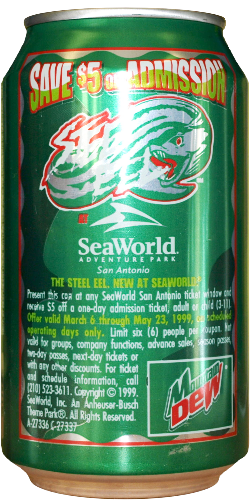 SAVE $5 on ADMISSION
SeaWorld
ADVENTURE PARK
San Antonio
THE STEEL EEL. NEW AT SEAWORLD!
Present this can at any SeaWorld San Antonio ticket window and
receive $5 off a one-day admission ticket, adult or child (3-11).
Offer valid March 6 through May 23, 1999, on scheduled
operating days only. Limit six (6) people per coupon. Not
valid for groups, company functions, advance sales, season passes,
two-day passes, next-day tickets or
with any other discounts. For ticket
and schedule information, call
(210) 523-3611. Copyright © 1999.
SeaWorld, Inc. An Anheuser-Busch
Theme Park®. All Rights Reserved.
A-27336 C-27337
Mountain
Dew